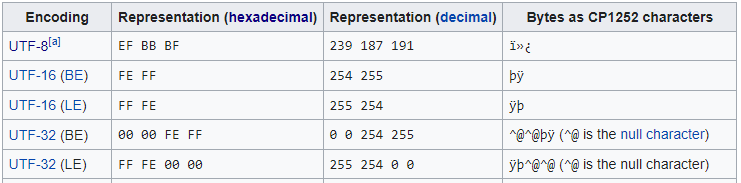 Encoding Representation (hexadecimal) Representation (decimal) Bytes as CP1252 characters
UTF-8[a] EF BB BF 239 187 191 ï»¿
UTF-16 (BE) FE FF 254 255 þÿ
UTF-16 (LE) FF FE 255 254 ÿþ
UTF-32 (BE) 00 00 FE FF 0 0 254 255 ^@^@þÿ (^@ is the null character)
UTF-32 (LE) FF FE 00 00 255 254 0 0 ÿþ^@^@ (^@ is the null character)